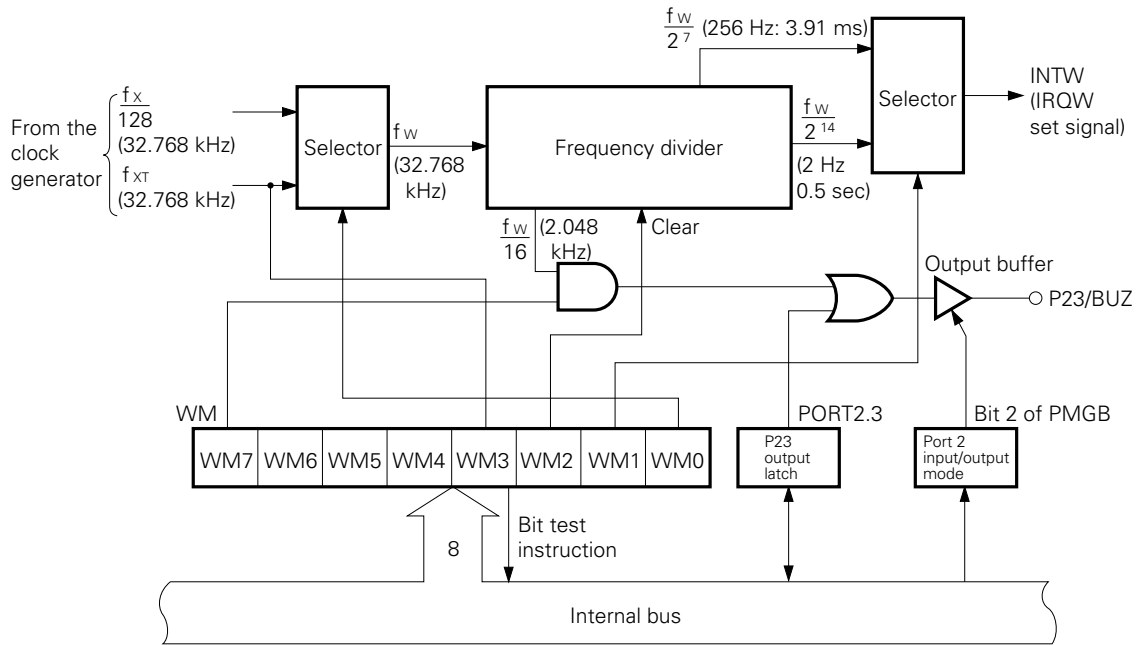 f_W
2^7 (256 Hz: 3.91 ms)
From the
clock
generator
f_X
128
(32.768 kHz)
f_XT
(32.768 kHz)
Selector
f_W
(32.768
kHz)
Frequency divider
f_W
2^14
(2 Hz
0.5 sec)
Selector
INTW
(IRQW
set signal)
f_W
16
(2.048
kHz)
Clear
Output buffer
P23/BUZ
WM
PORT2.3
Bit 2 of PMGB
WM7 WM6 WM5 WM4 WM3 WM2 WM1 WM0
P23
output
latch
Port 2
input/output
mode
8
Bit test
instruction
Internal bus